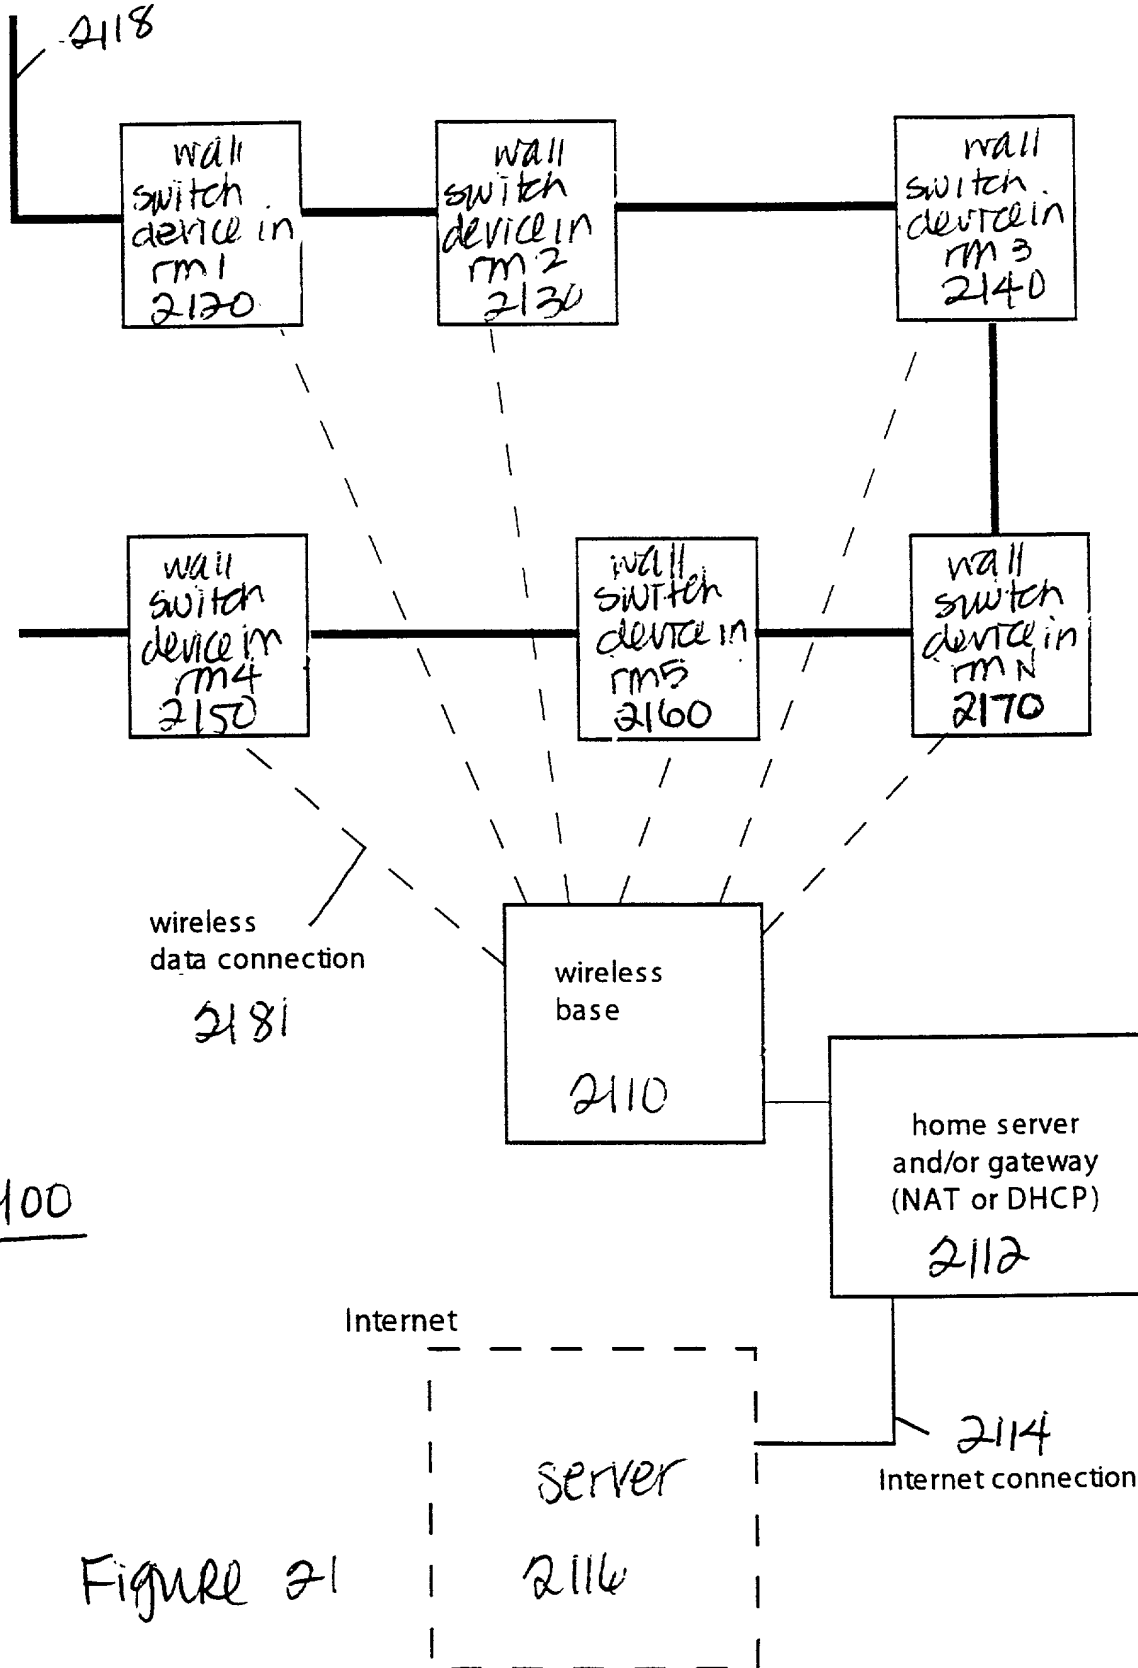 2118
wall
switch
device in
rm 1
2120
wall
switch
device in
rm 2
2130
wall
switch
device in
rm 3
2140
wall
switch
device in
rm 4
2150
wall
switch
device in
rm 5
2160
wall
switch
device in
rm N
2170
wireless
data connection
2181
wireless
base
2110
home server
and/or gateway
(NAT or DHCP)
2112
100
Internet
2114
Internet connection
server
2116
Figure 21